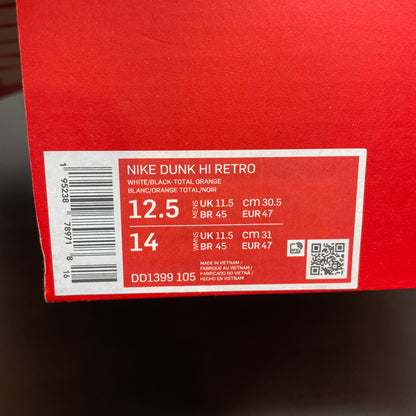 NIKE DUNK HI RETRO
WHITE/BLACK-TOTAL ORANGE
BLANC/ORANGE TOTAL/NOIR
12.5 MENS UK 11.5 cm 30.5
BR 45 EUR 47
14 WMNS UK 11.5 cm 31
BR 45 EUR 47
DD1399 105
MADE IN VIETNAM /
FABRIQUÉ AU VIETNAM /
FABRICADO NO VIETNÃ /
HECHO EN VIETNAM
1 95238 78971 8 16